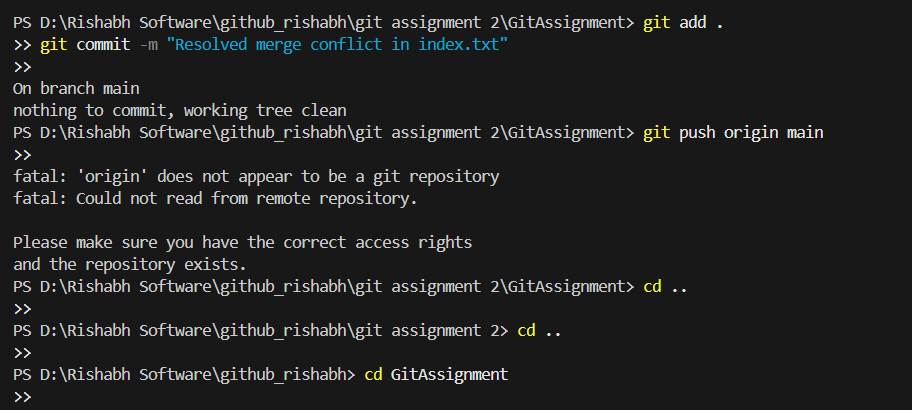 PS D:\Rishabh Software\github_rishabh\git assignment 2\GitAssignment> git add .
>> git commit -m "Resolved merge conflict in index.txt"
>>
On branch main
nothing to commit, working tree clean
PS D:\Rishabh Software\github_rishabh\git assignment 2\GitAssignment> git push origin main
>>
fatal: 'origin' does not appear to be a git repository
fatal: Could not read from remote repository.

Please make sure you have the correct access rights
and the repository exists.
PS D:\Rishabh Software\github_rishabh\git assignment 2\GitAssignment> cd ..
>>
PS D:\Rishabh Software\github_rishabh\git assignment 2> cd ..
>>
PS D:\Rishabh Software\github_rishabh> cd GitAssignment
>>